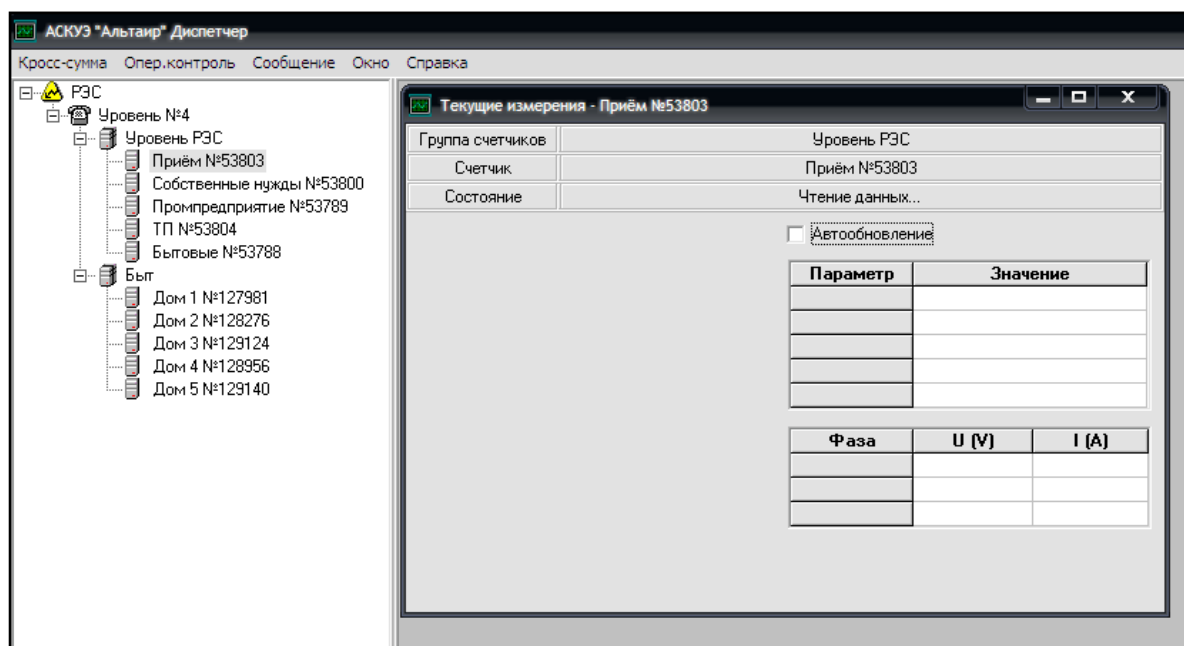 АСКУЭ "Альтаир" Диспетчер
Кросс-сумма Опер.контроль Сообщение Окно Справка
РЭС
Уровень №4
Уровень РЭС
Приём №53803
Собственные нужды №53800
Промпредприятие №53789
ТП №53804
Бытовые №53788
Быт
Дом 1 №127981
Дом 2 №128276
Дом 3 №129124
Дом 4 №128956
Дом 5 №129140
Текущие измерения - Приём №53803
Группа счетчиков Уровень РЭС
Счетчик Приём №53803
Состояние Чтение данных...
Автообновление
Параметр Значение
Фаза U (V) I (A)